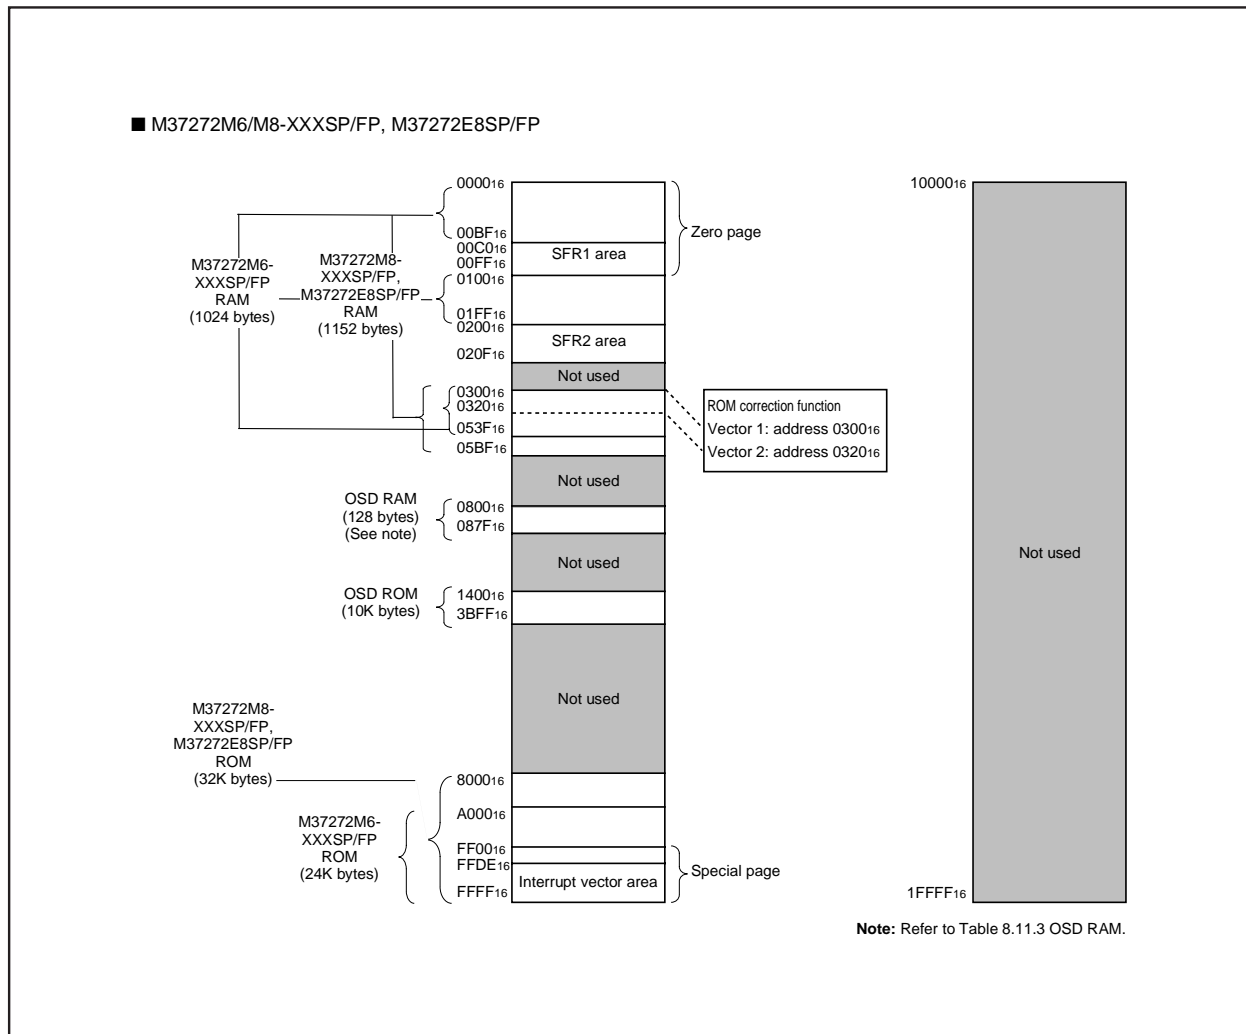 ■ M37272M6/M8-XXXSP/FP, M37272E8SP/FP
000016
00BF16
00C016
00FF16
010016
01FF16
020016
020F16
030016
032016
053F16
05BF16
080016
087F16
140016
3BFF16
800016
A00016
FF0016
FFDE16
FFFF16
M37272M6-
XXXSP/FP
RAM
(1024 bytes)
M37272M8-
XXXSP/FP,
M37272E8SP/FP
RAM
(1152 bytes)
OSD RAM
(128 bytes)
(See note)
OSD ROM
(10K bytes)
M37272M8-
XXXSP/FP,
M37272E8SP/FP
ROM
(32K bytes)
M37272M6-
XXXSP/FP
ROM
(24K bytes)
SFR1 area
SFR2 area
Not used
Not used
Not used
Not used
Interrupt vector area
Zero page
ROM correction function
Vector 1: address 030016
Vector 2: address 032016
Special page
1000016
Not used
1FFFF16
Note: Refer to Table 8.11.3 OSD RAM.